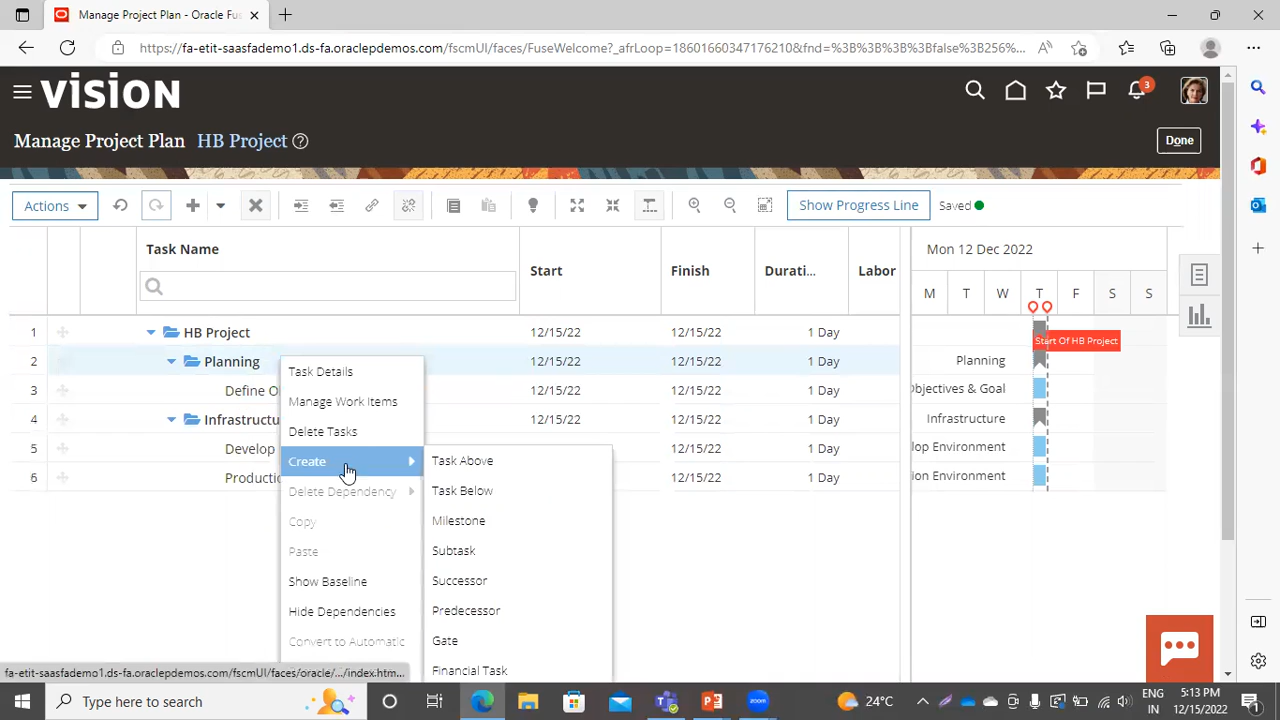 Manage Project Plan - Oracle Fu
https://fa-etit-saasfademo1.ds-fa.oraclepdemos.com/fscmUI/faces/FuseWelcome?_afrLoop=186016603471762​10&fnd=%3B%3B%3B%3Bfalse%3B256%...
VISION
3
Manage Project Plan HB Project
Done
Actions
Show Progress Line
Saved
Task Name
Start
Finish
Durati...
Labor
Mon 12 Dec 2022
M T W T F S S
1 HB Project 12/15/22 12/15/22 1 Day
Start Of HB Project
2 Planning 12/15/22 12/15/22 1 Day Planning
3 Define O 12/15/22 12/15/22 1 Day Objectives & Goal
4 Infrastructu 12/15/22 12/15/22 1 Day Infrastructure
5 Develop 12/15/22 1 Day lop Environment
6 Productio 12/15/22 1 Day ion Environment
Task Details
Manage Work Items
Delete Tasks
Create
Delete Dependency
Copy
Paste
Show Baseline
Hide Dependencies
Convert to Automatic
Task Above
Task Below
Milestone
Subtask
Successor
Predecessor
Gate
Financial Task
fa-etit-saasfademo1.ds-fa.oraclepdemos.com/fscmUI/faces/oracle/.../index.htm...
Type here to search
24°C
ENG
IN
5:13 PM
12/15/2022
1